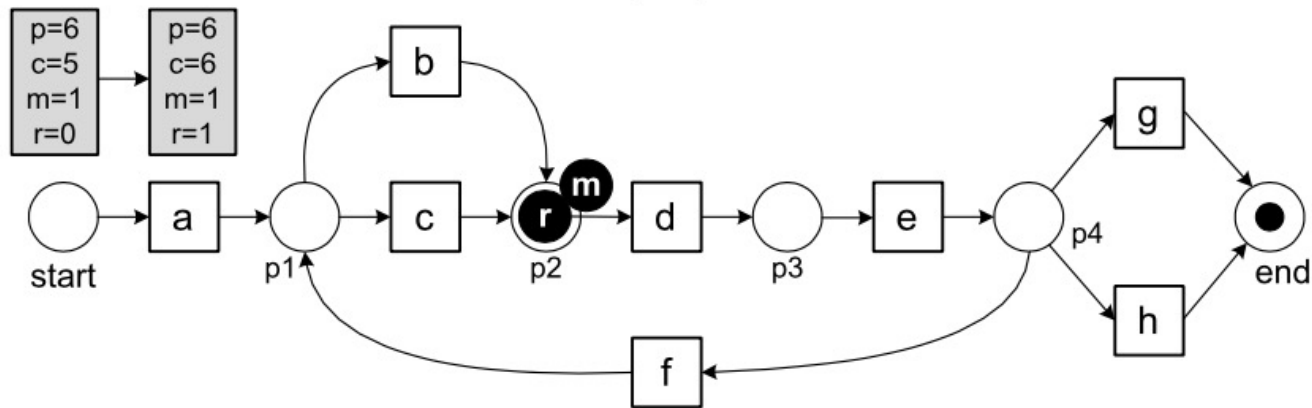 p=6
c=5
m=1
r=0
p=6
c=6
m=1
r=1
b
g
m
a
c
r
d
e
start
p1
p2
p3
p4
end
h
f